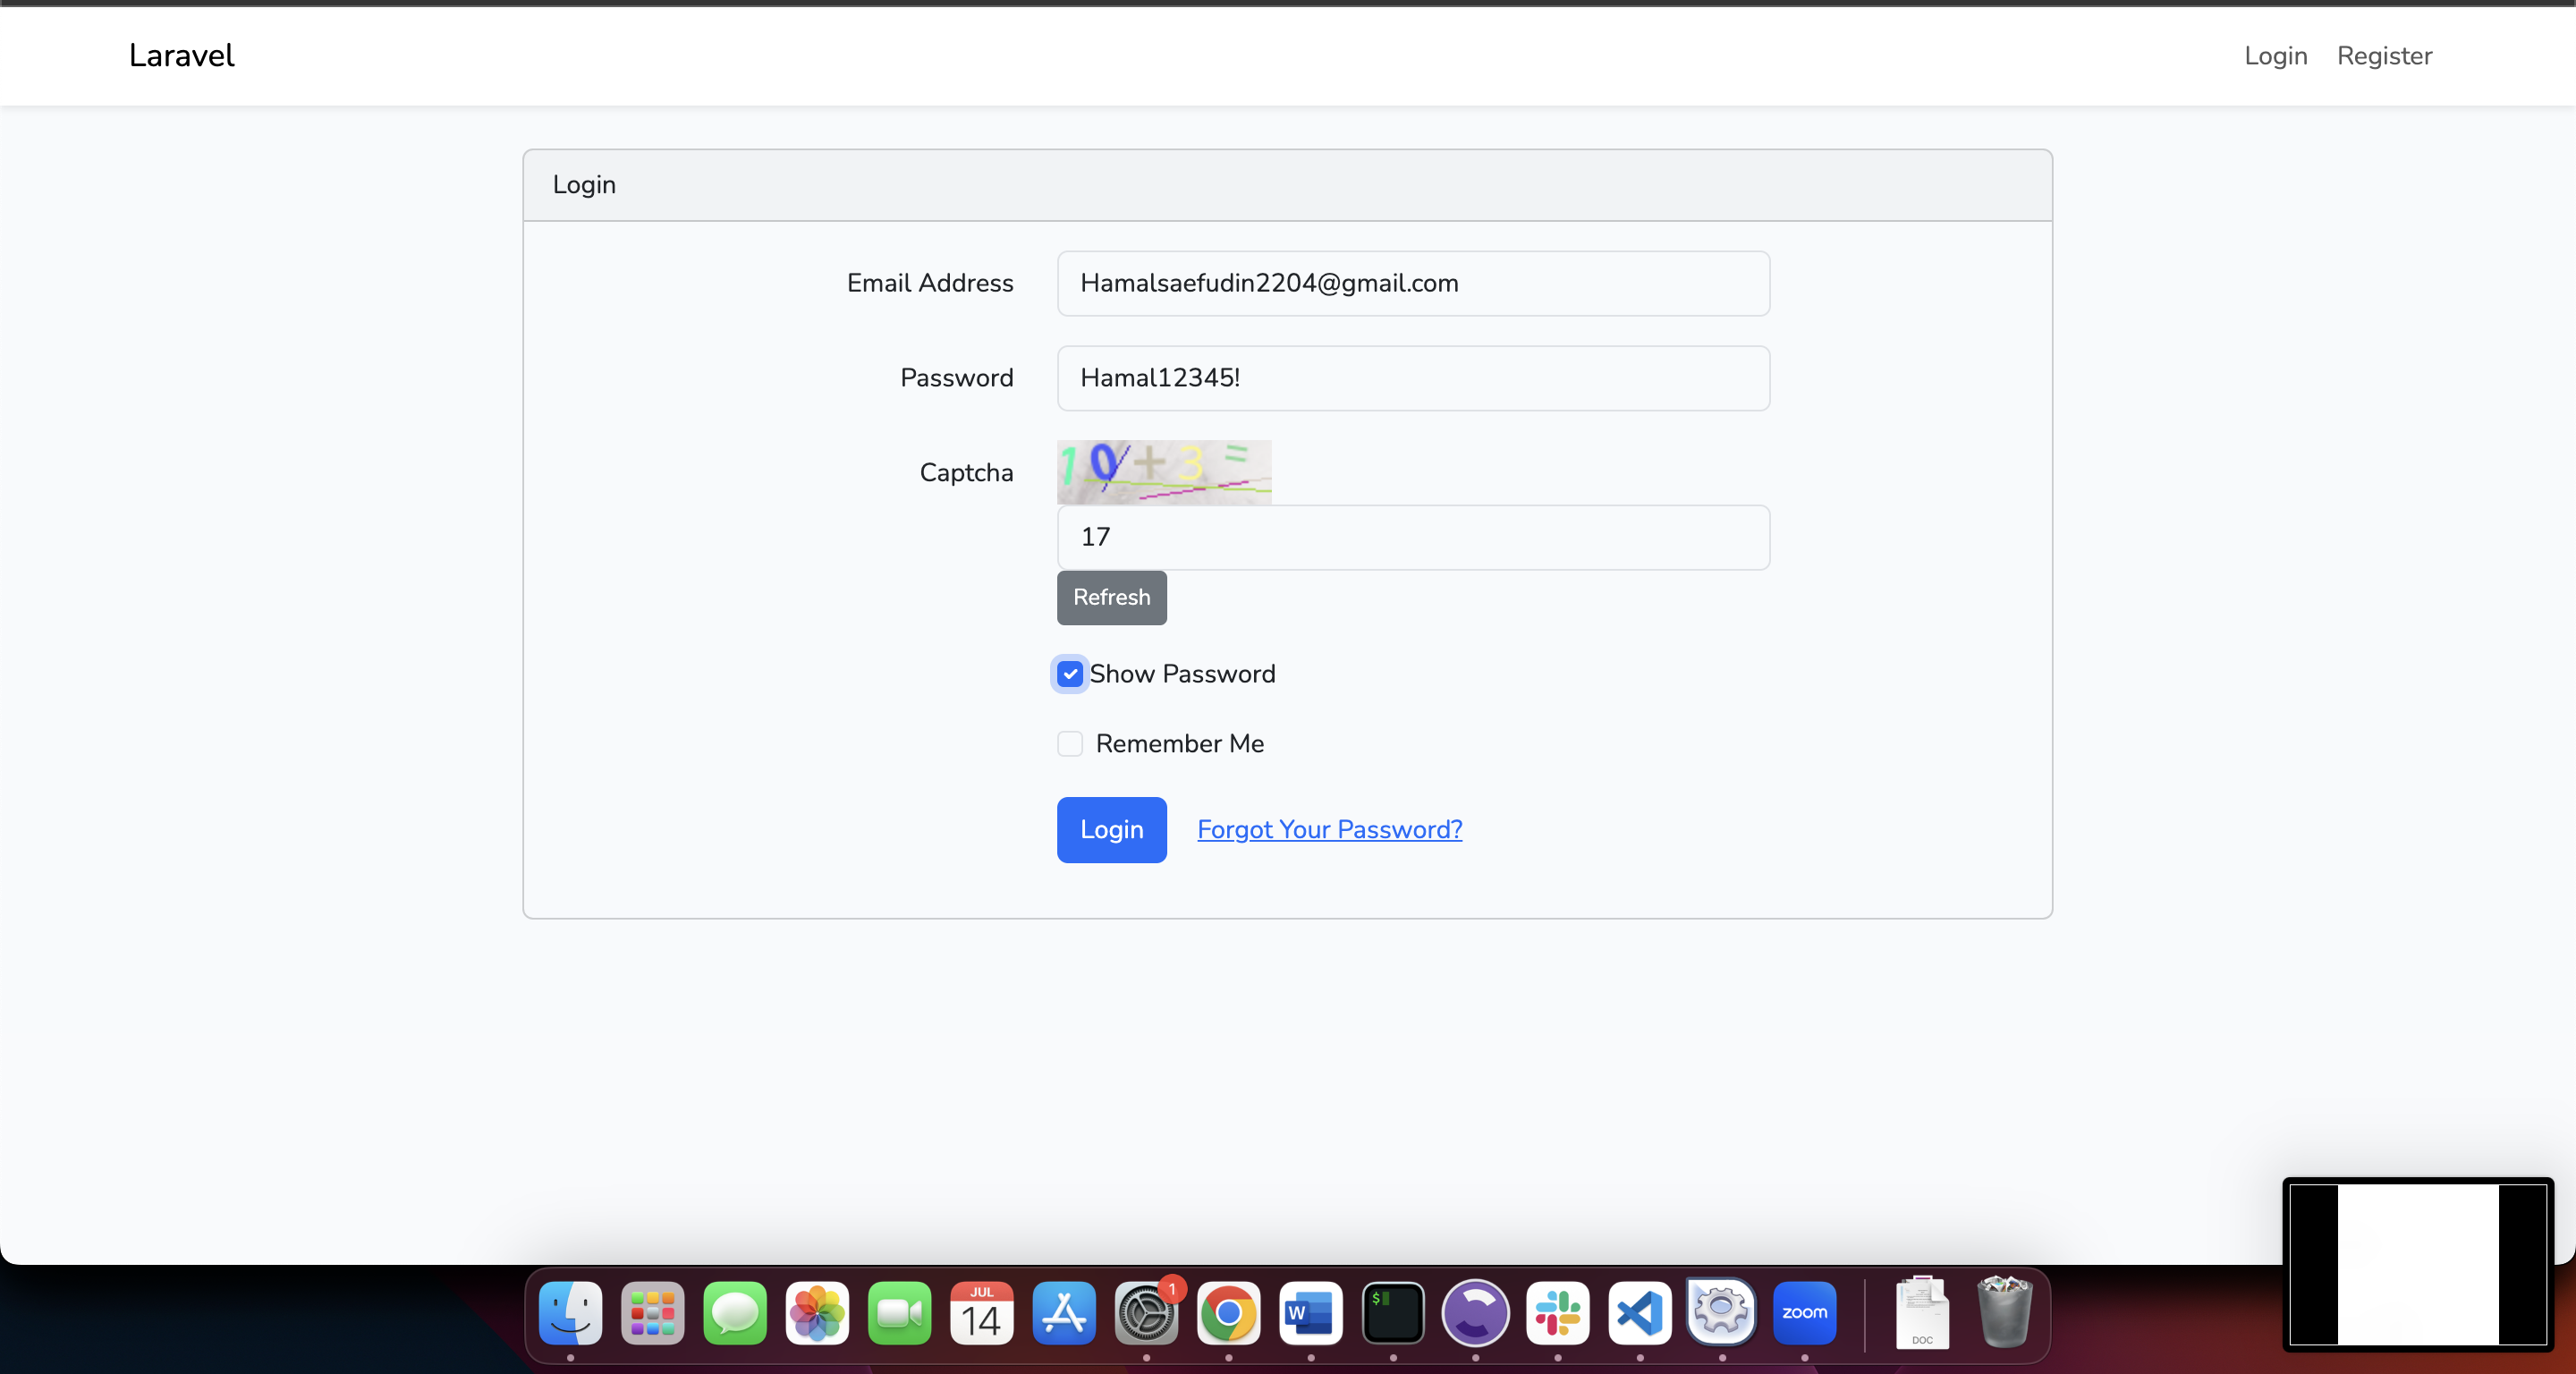 Laravel
Login Register
Login
Email Address Hamalsaefudin2204@gmail.com
Password Hamal12345!
Captcha 10 + 3 =
17
Refresh
Show Password
Remember Me
Login Forgot Your Password?
JUL
14
1
W
$
zoom
DOC